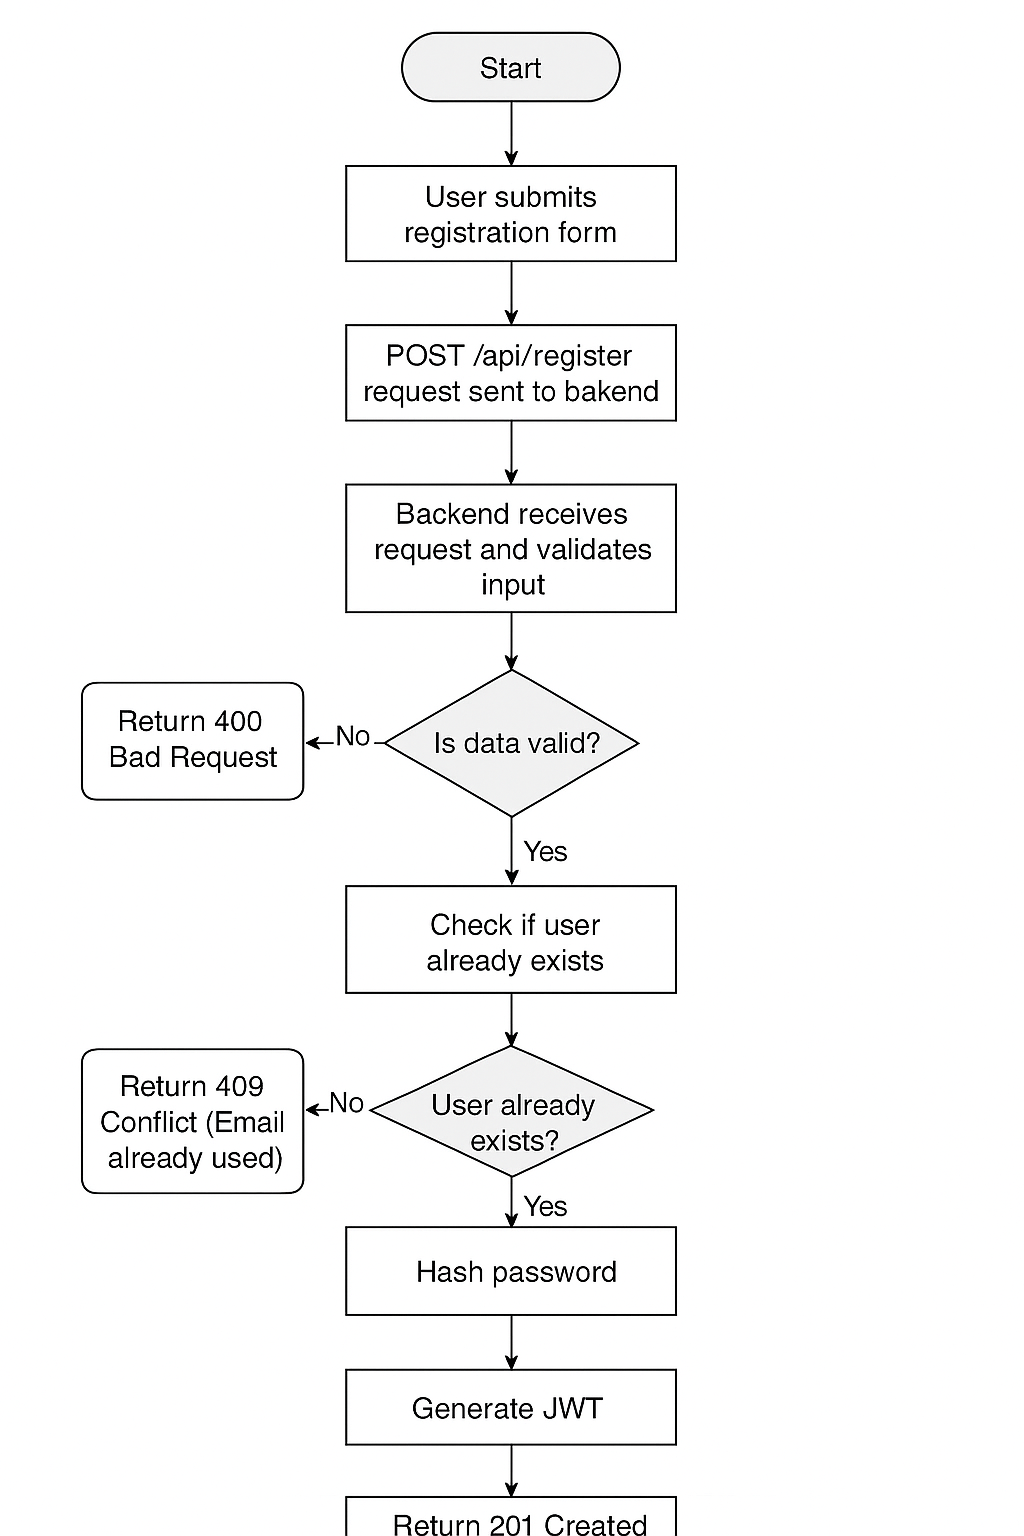 Start
User submits
registration form
POST /api/register
request sent to bakend
Backend receives
request and validates
input
Is data valid?
No
Return 400
Bad Request
Yes
Check if user
already exists
User already
exists?
No
Return 409
Conflict (Email
already used)
Yes
Hash password
Generate JWT
Return 201 Created